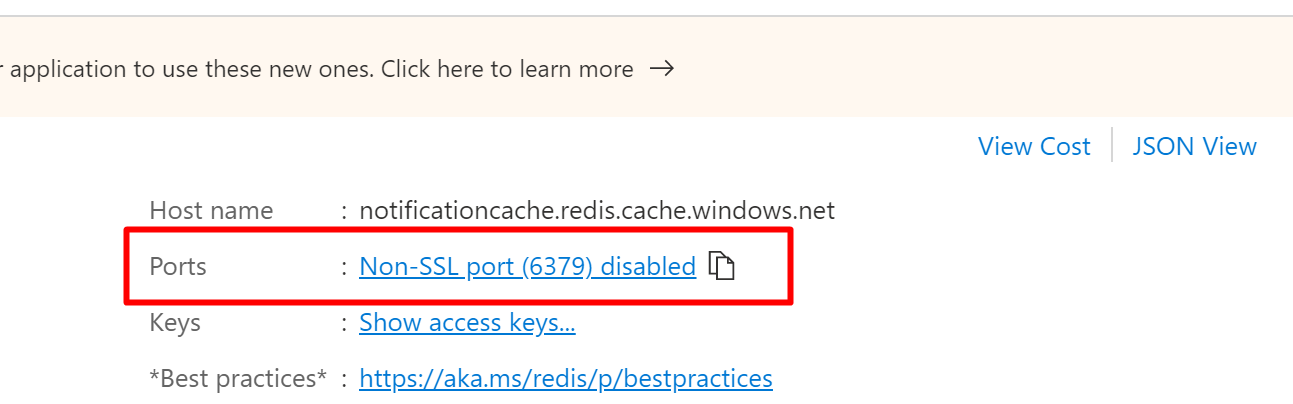 application to use these new ones. Click here to learn more →
View Cost JSON View
Host name : notificationcache.redis.cache.windows.net
Ports : Non-SSL port (6379) disabled
Keys : Show access keys...
*Best practices* : https://aka.ms/redis/p/bestpractices